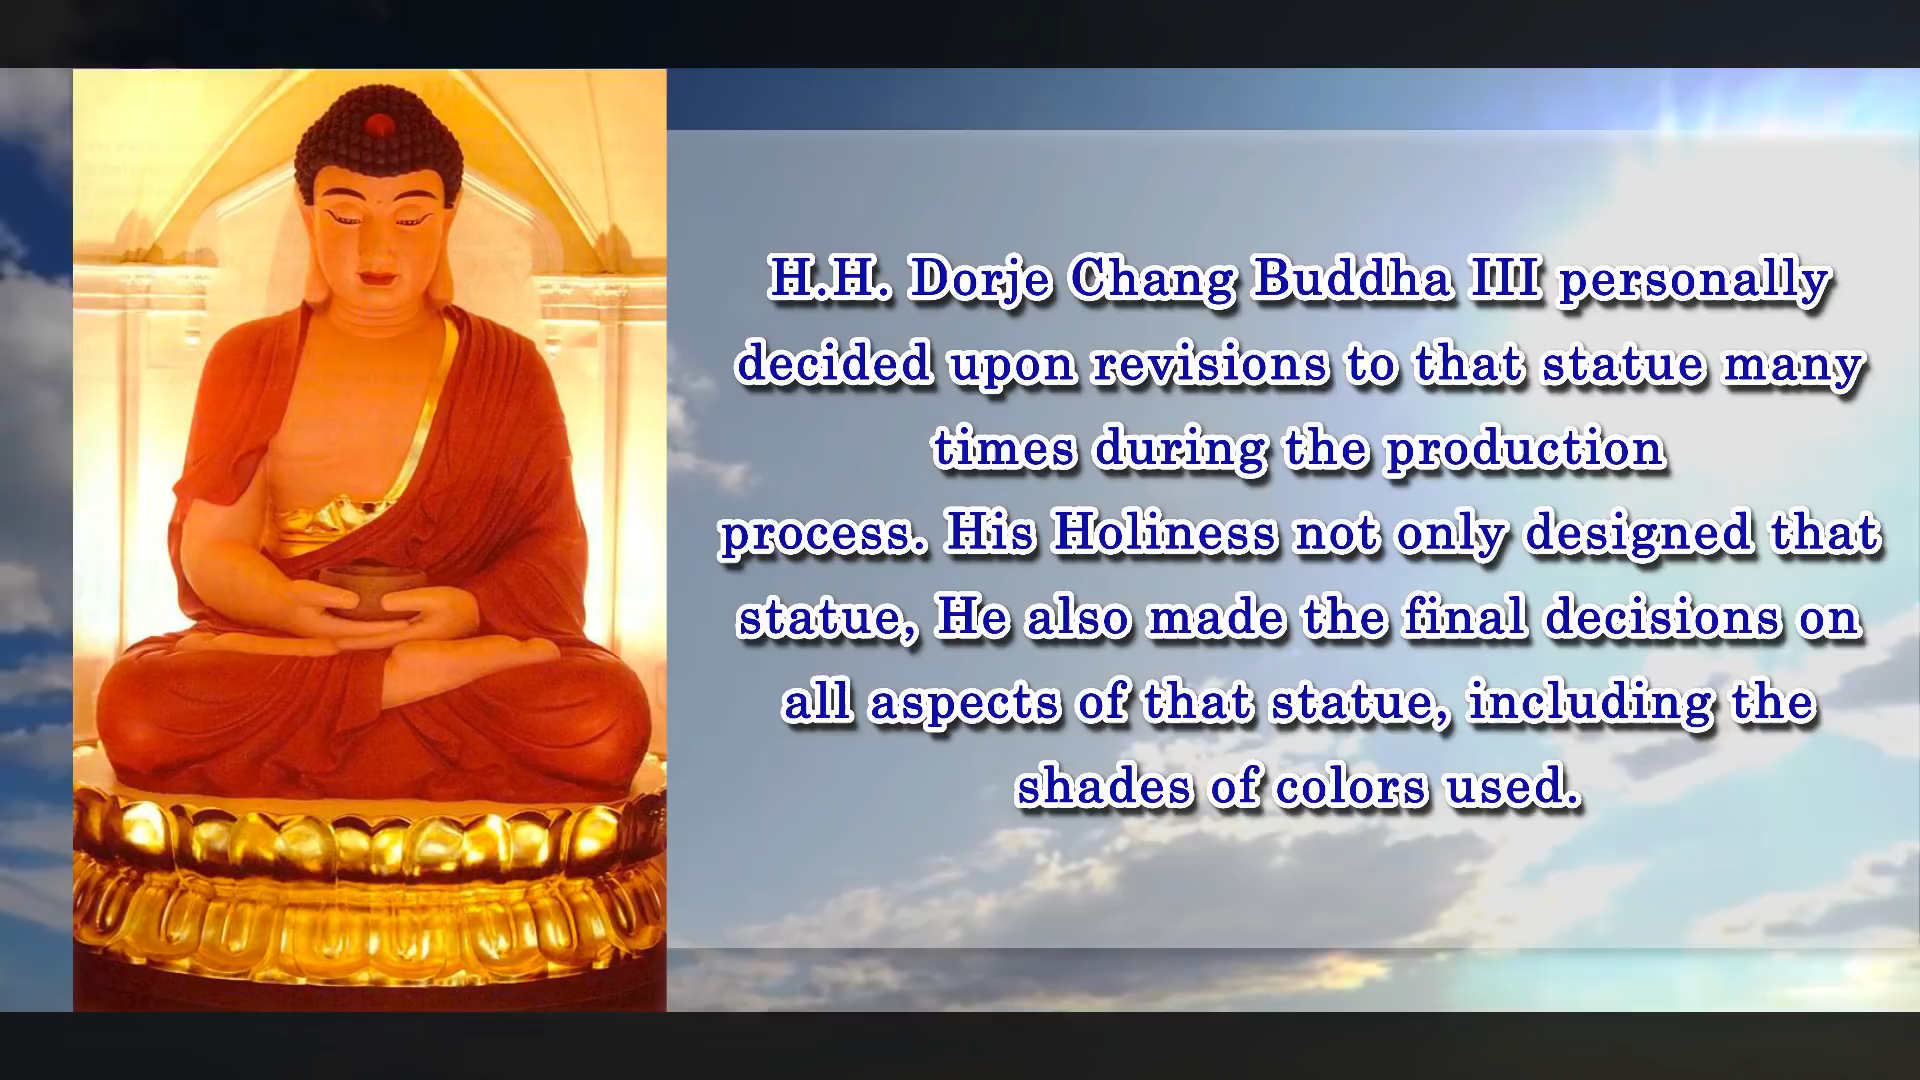 H.H. Dorje Chang Buddha III personally
decided upon revisions to that statue many
times during the production
process. His Holiness not only designed that
statue, He also made the final decisions on
all aspects of that statue, including the
shades of colors used.